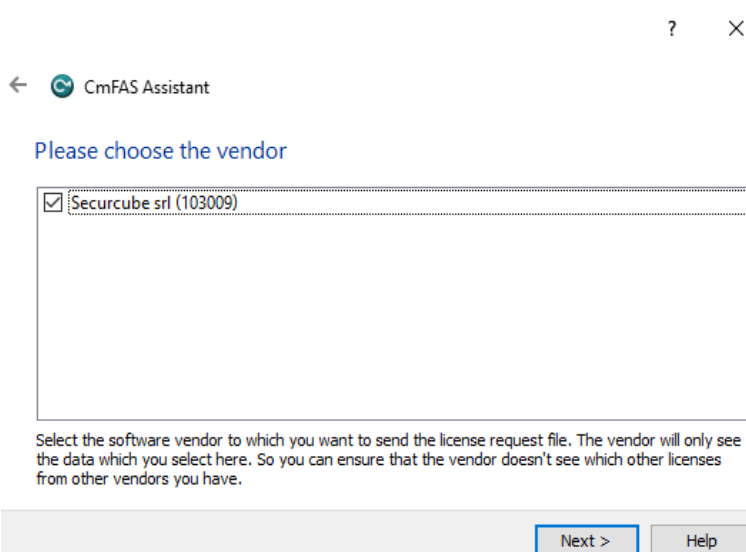 ?
CmFAS Assistant
Please choose the vendor
Securcube srl (103009)
Select the software vendor to which you want to send the license request file. The vendor will only see
the data which you select here. So you can ensure that the vendor doesn't see which other licenses
from other vendors you have.
Next > Help